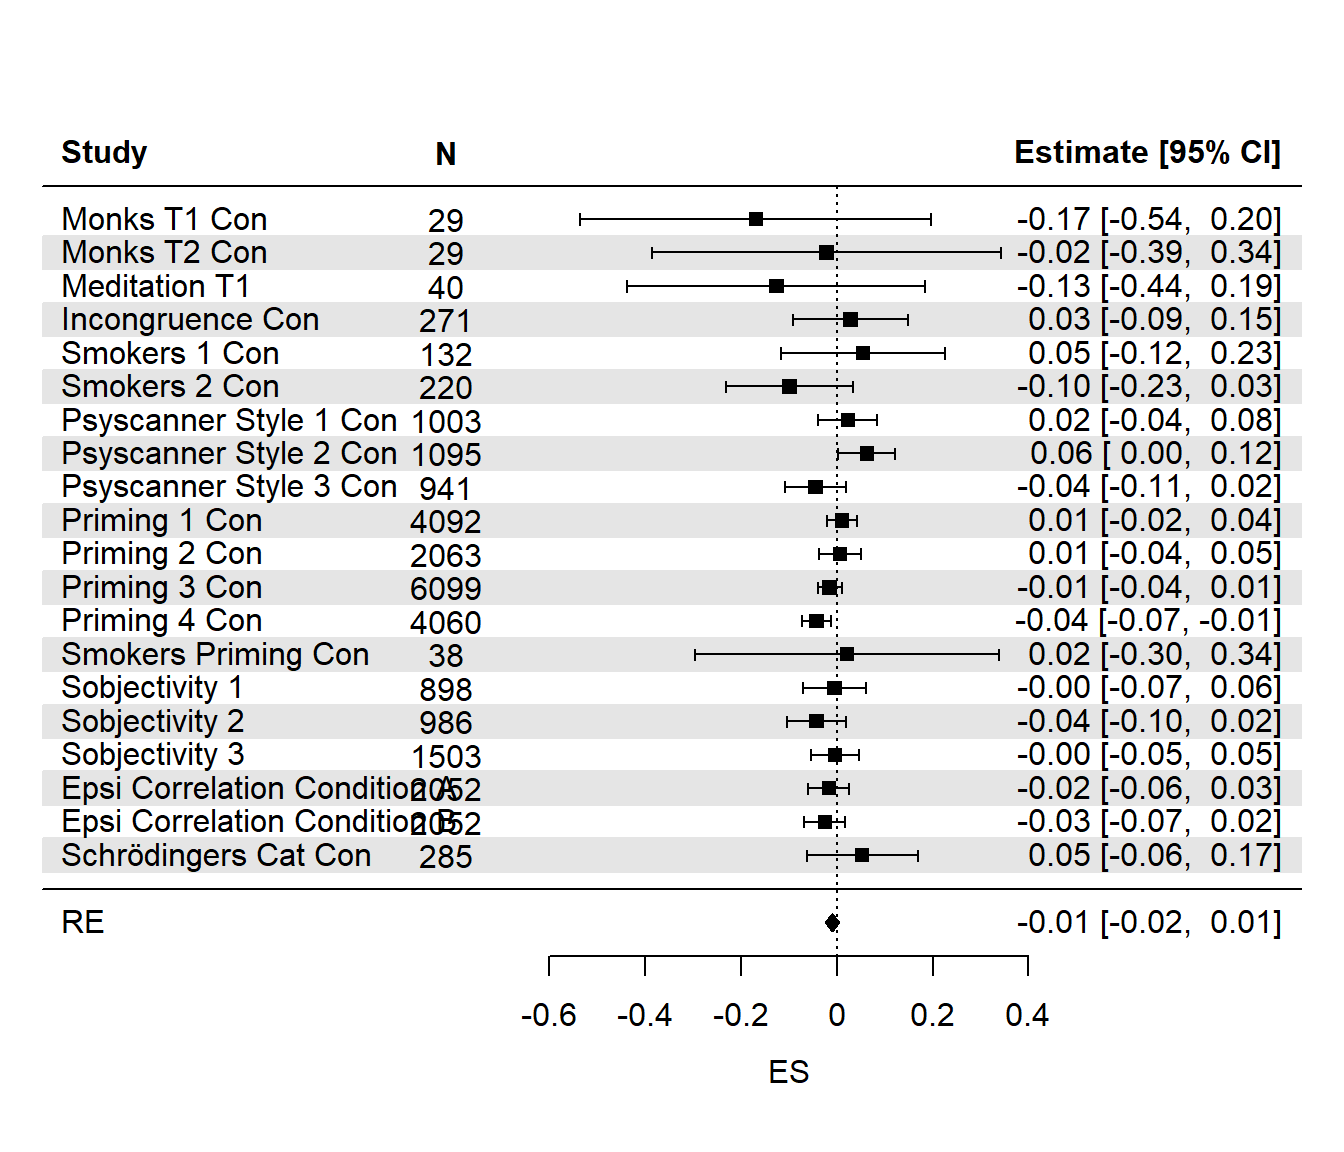 Study N Estimate [95% CI]
Monks T1 Con 29 -0.17 [-0.54, 0.20]
Monks T2 Con 29 -0.02 [-0.39, 0.34]
Meditation T1 40 -0.13 [-0.44, 0.19]
Incongruence Con 271 0.03 [-0.09, 0.15]
Smokers 1 Con 132 0.05 [-0.12, 0.23]
Smokers 2 Con 220 -0.10 [-0.23, 0.03]
Psyscanner Style 1 Con 1003 0.02 [-0.04, 0.08]
Psyscanner Style 2 Con 1095 0.06 [ 0.00, 0.12]
Psyscanner Style 3 Con 941 -0.04 [-0.11, 0.02]
Priming 1 Con 4092 0.01 [-0.02, 0.04]
Priming 2 Con 2063 0.01 [-0.04, 0.05]
Priming 3 Con 6099 -0.01 [-0.04, 0.01]
Priming 4 Con 4060 -0.04 [-0.07, -0.01]
Smokers Priming Con 38 0.02 [-0.30, 0.34]
Sobjectivity 1 898 -0.00 [-0.07, 0.06]
Sobjectivity 2 986 -0.04 [-0.10, 0.02]
Sobjectivity 3 1503 -0.00 [-0.05, 0.05]
Epsi Correlation Condition A 2052 -0.02 [-0.06, 0.03]
Epsi Correlation Condition B 2052 -0.03 [-0.07, 0.02]
Schrödingers Cat Con 285 0.05 [-0.06, 0.17]
RE -0.01 [-0.02, 0.01]
-0.6 -0.4 -0.2 0 0.2 0.4
ES